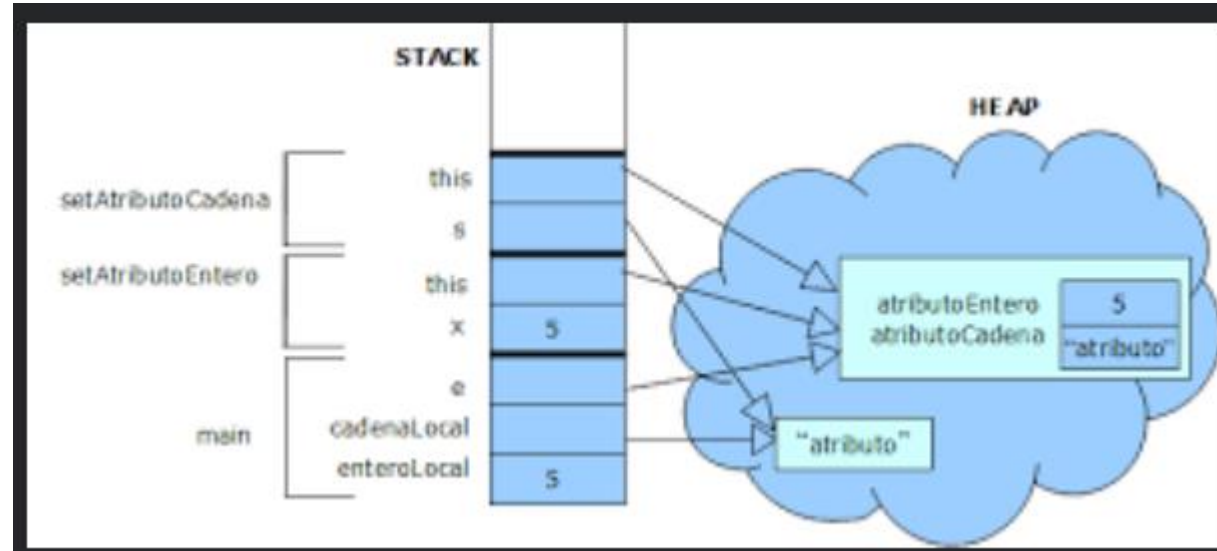 STACK
HEAP
setAtributoCadena
this
s
setAtributoEntero
this
x
5
atributoEntero
5
atributoCadena
"atributo"
main
e
cadenaLocal
enteroLocal
5
"atributo"